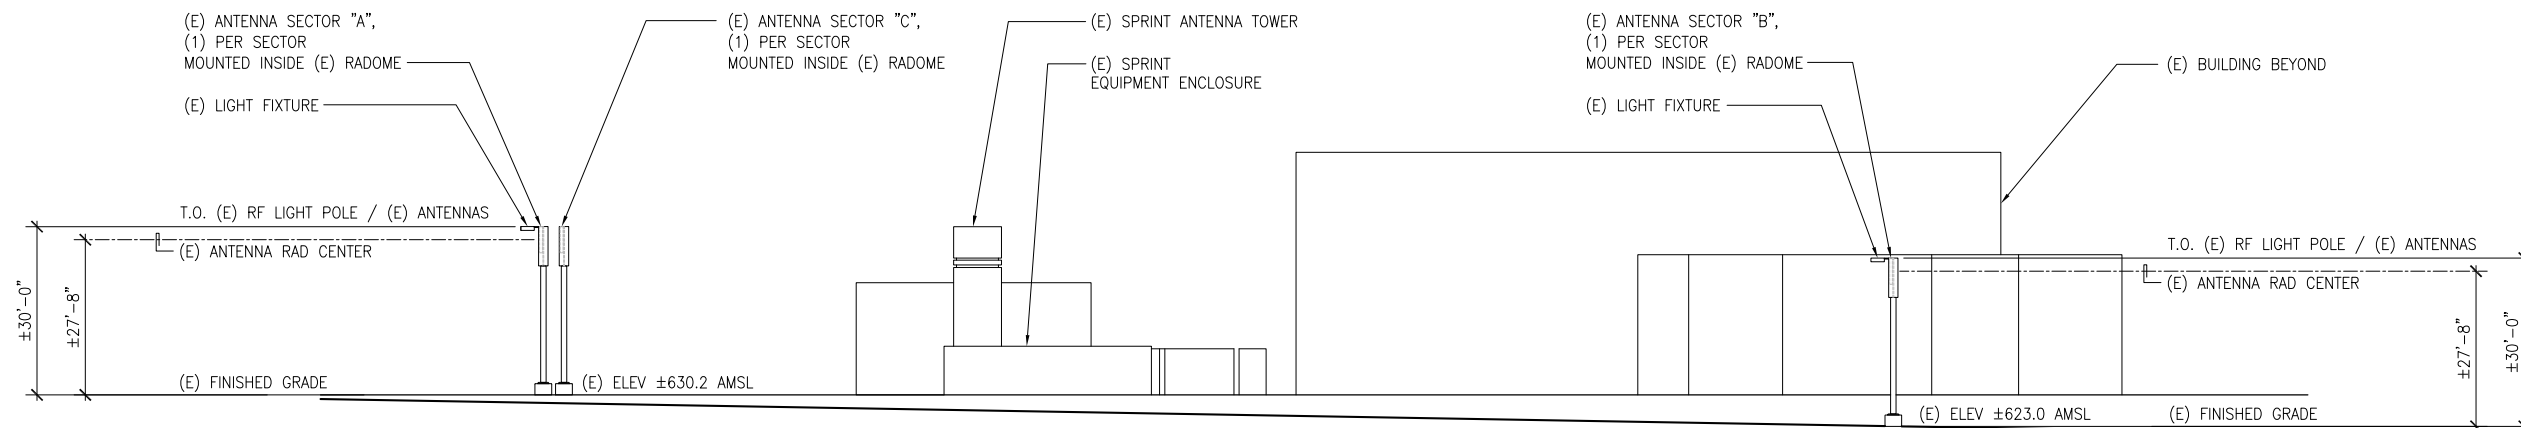 (E) ANTENNA SECTOR "A",
(1) PER SECTOR
MOUNTED INSIDE (E) RADOME
(E) LIGHT FIXTURE
(E) ANTENNA SECTOR "C",
(1) PER SECTOR
MOUNTED INSIDE (E) RADOME
(E) SPRINT ANTENNA TOWER
(E) SPRINT
EQUIPMENT ENCLOSURE
(E) ANTENNA SECTOR "B",
(1) PER SECTOR
MOUNTED INSIDE (E) RADOME
(E) LIGHT FIXTURE
(E) BUILDING BEYOND
T.O. (E) RF LIGHT POLE / (E) ANTENNAS
(E) ANTENNA RAD CENTER
±30'-0"
±27'-8"
(E) FINISHED GRADE
(E) ELEV ±630.2 AMSL
T.O. (E) RF LIGHT POLE / (E) ANTENNAS
(E) ANTENNA RAD CENTER
±27'-8"
±30'-0"
(E) ELEV ±623.0 AMSL
(E) FINISHED GRADE